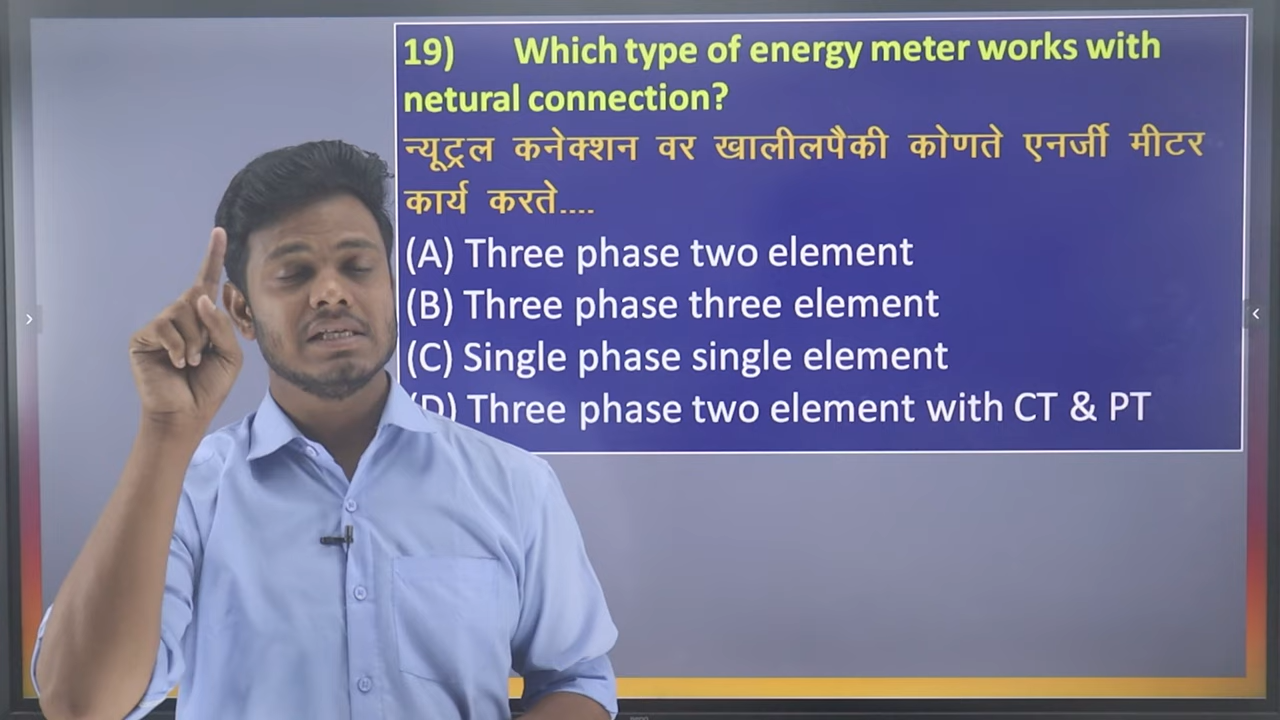 19) Which type of energy meter works with
netural connection?
न्यूट्रल कनेक्शन वर खालीलपैकी कोणते एनर्जी मीटर
कार्य करते....
(A) Three phase two element
(B) Three phase three element
(C) Single phase single element
(D) Three phase two element with CT & PT